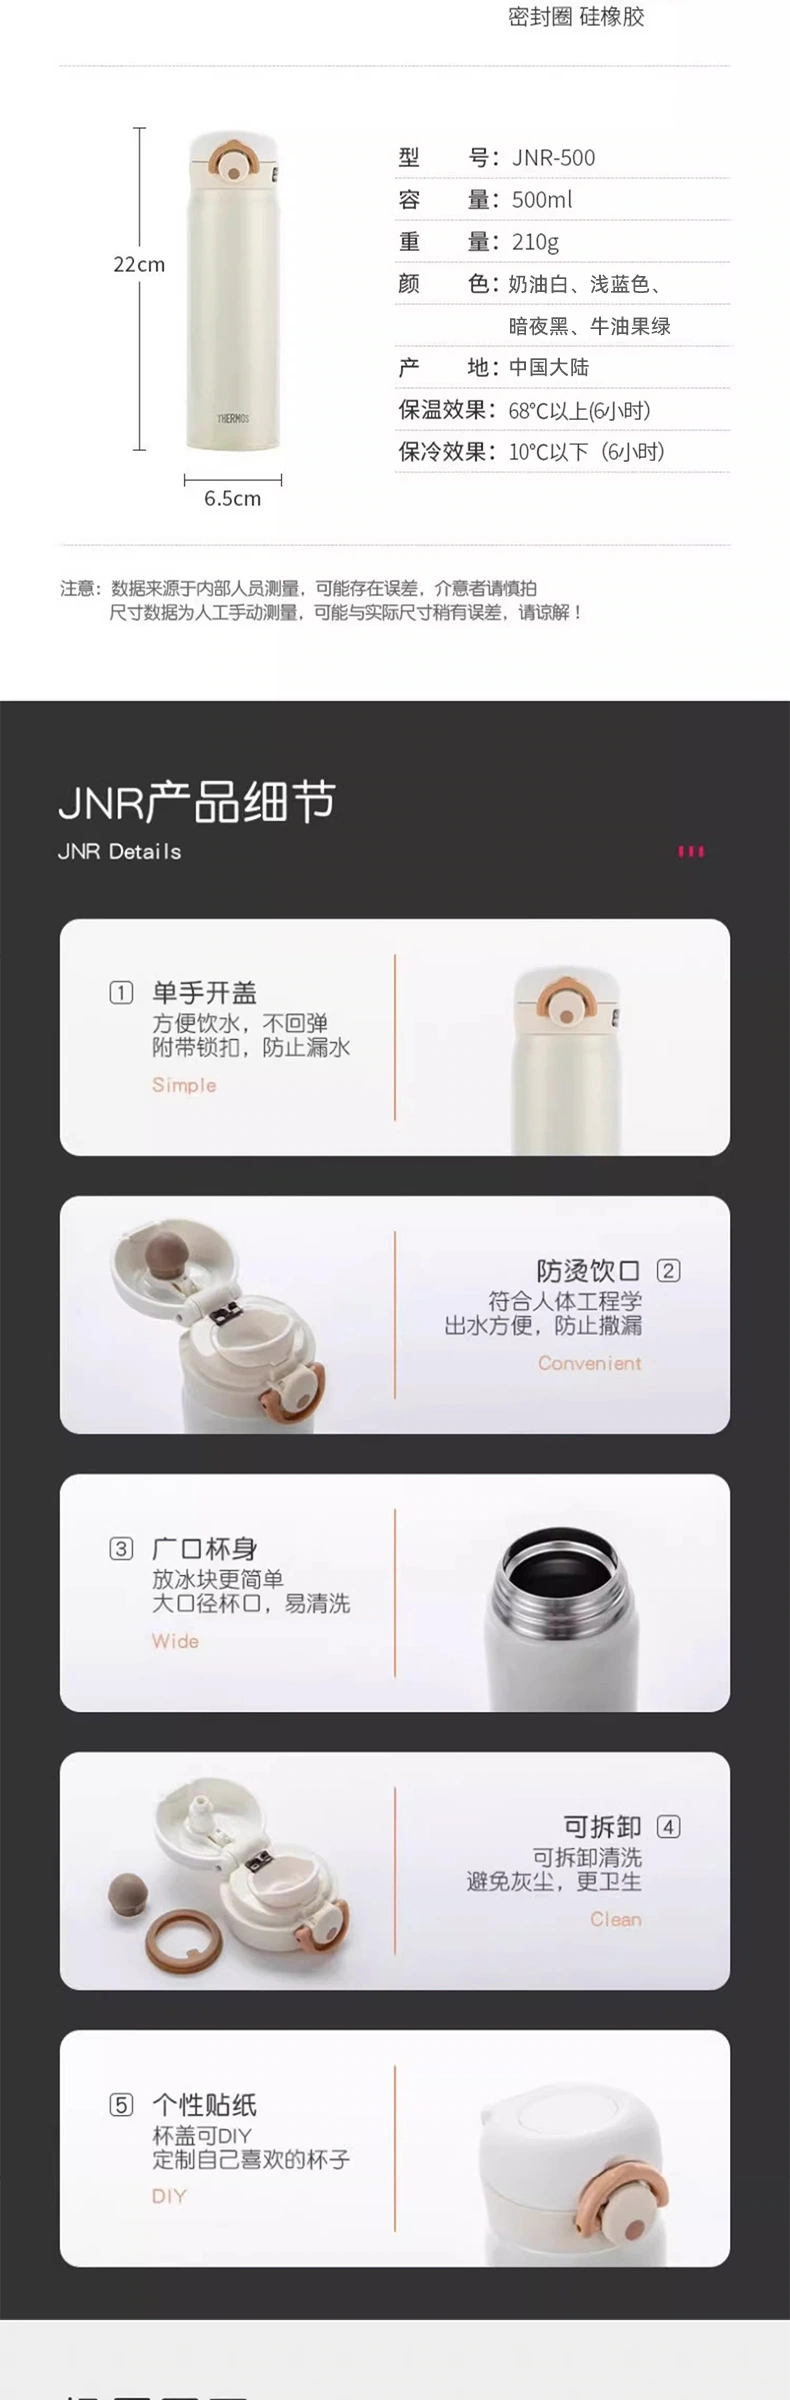 密封圈 硅橡胶
型 号：JNR-500
容 量：500ml
重 量：210g
颜 色：奶油白、浅蓝色、
暗夜黑、牛油果绿
产 地：中国大陆
保温效果：68℃以上(6小时）
保冷效果：10℃以下（6小时）
22cm
THERMOS
6.5cm
注意：数据来源于内部人员测量，可能存在误差，介意者请慎拍
尺寸数据为人工手动测量，可能与实际尺寸稍有误差，请谅解！
JNR产品细节
JNR Details
1 单手开盖
方便饮水，不回弹
附带锁扣，防止漏水
Simple
防烫饮口 2
符合人体工程学
出水方便，防止撒漏
Convenient
3 广口杯身
放冰块更简单
大口径杯口，易清洗
Wide
可拆卸 4
可拆卸清洗
避免灰尘，更卫生
Clean
5 个性贴纸
杯盖可DIY
定制自己喜欢的杯子
DIY